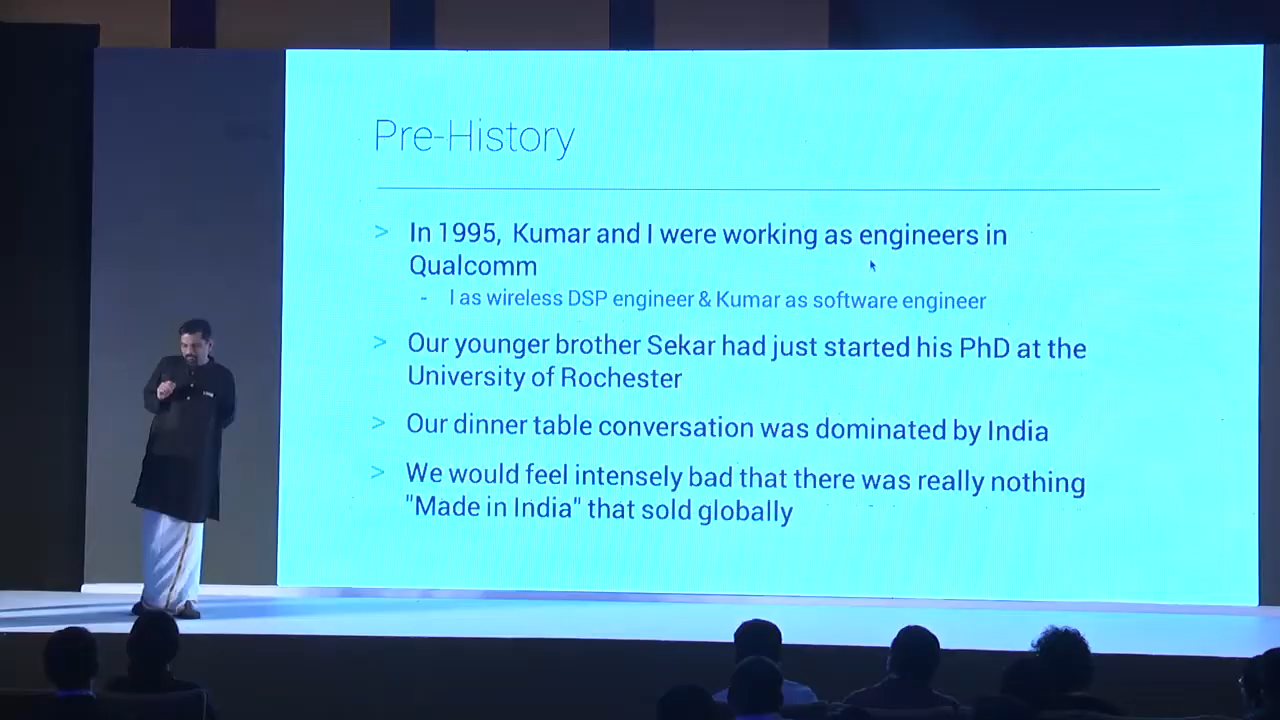 Pre-History
> In 1995, Kumar and I were working as engineers in
Qualcomm
- I as wireless DSP engineer & Kumar as software engineer
> Our younger brother Sekar had just started his PhD at the
University of Rochester
> Our dinner table conversation was dominated by India
> We would feel intensely bad that there was really nothing
"Made in India" that sold globally